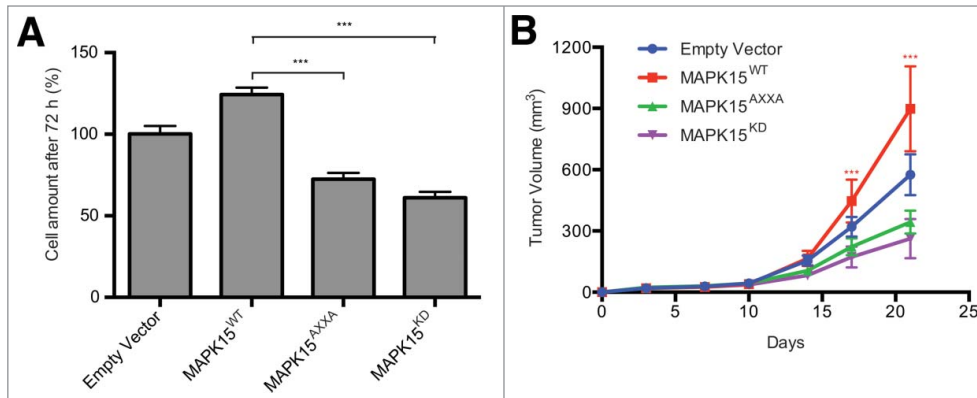 A
Cell amount after 72 h (%)
150
100
50
0
***
***
Empty Vector
MAPK15WT
MAPK15AXXA
MAPK15KD
B
Tumor Volume (mm3)
1200
900
600
300
0
Empty Vector
MAPK15WT
MAPK15AXXA
MAPK15KD
***
***
0 5 10 15 20 25
Days